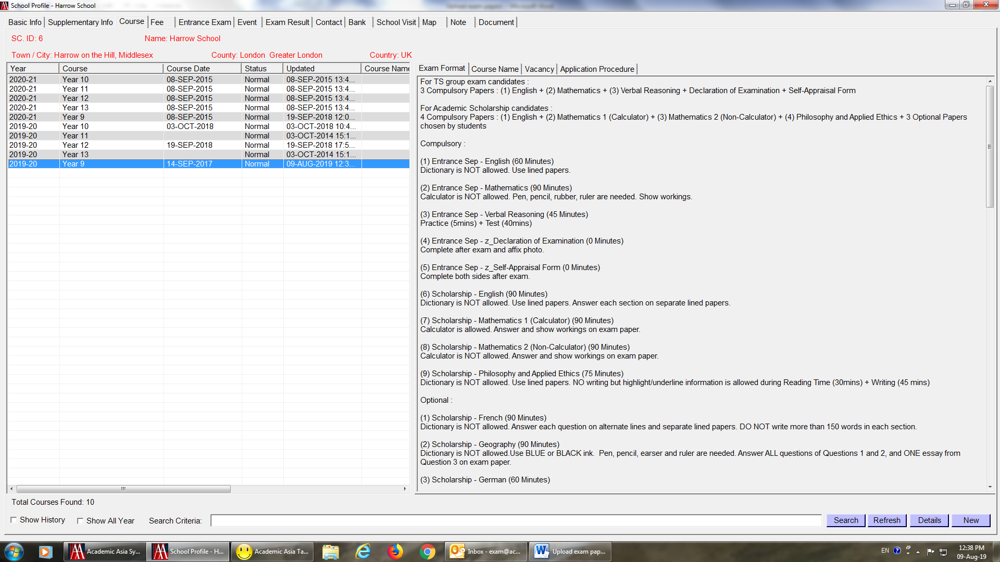 School Profile - Harrow School
Basic Info Supplementary Info Course Fee Entrance Exam Event Exam Result Contact Bank School Visit Map Note Document
SC. ID: 6 Name: Harrow School
Town / City: Harrow on the Hill, Middlesex County: London Greater London Country: UK
Year Course Course Date Status Updated Course Name
2020-21 Year 10 08-SEP-2015 Normal 08-SEP-2015 13:4...
2020-21 Year 11 08-SEP-2015 Normal 08-SEP-2015 13:4...
2020-21 Year 12 08-SEP-2015 Normal 08-SEP-2015 13:4...
2020-21 Year 13 08-SEP-2015 Normal 08-SEP-2015 13:4...
2020-21 Year 9 08-SEP-2015 Normal 19-SEP-2018 12:0...
2019-20 Year 10 03-OCT-2018 Normal 03-OCT-2018 10:4...
2019-20 Year 11 Normal 03-OCT-2014 15:1...
2019-20 Year 12 19-SEP-2018 Normal 19-SEP-2018 17:5...
2019-20 Year 13 Normal 03-OCT-2014 15:1...
2019-20 Year 9 14-SEP-2017 Normal 09-AUG-2019 12:3...
Exam Format Course Name Vacancy Application Procedure
For TS group exam candidates :
3 Compulsory Papers : (1) English + (2) Mathematics + (3) Verbal Reasoning + Declaration of Examination + Self-Appraisal Form
For Academic Scholarship candidates :
4 Compulsory Papers : (1) English + (2) Mathematics 1 (Calculator) + (3) Mathematics 2 (Non-Calculator) + (4) Philosophy and Applied Ethics + 3 Optional Papers
chosen by students
Compulsory :
(1) Entrance Sep - English (60 Minutes)
Dictionary is NOT allowed. Use lined papers.
(2) Entrance Sep - Mathematics (90 Minutes)
Calculator is NOT allowed. Pen, pencil, rubber, ruler are needed. Show workings.
(3) Entrance Sep - Verbal Reasoning (45 Minutes)
Practice (5mins) + Test (40mins)
(4) Entrance Sep - z_Declaration of Examination (0 Minutes)
Complete after exam and affix photo.
(5) Entrance Sep - z_Self-Appraisal Form (0 Minutes)
Complete both sides after exam.
(6) Scholarship - English (90 Minutes)
Dictionary is NOT allowed. Use lined papers. Answer each section on separate lined papers.
(7) Scholarship - Mathematics 1 (Calculator) (90 Minutes)
Calculator is allowed. Answer and show workings on exam paper.
(8) Scholarship - Mathematics 2 (Non-Calculator) (90 Minutes)
Calculator is NOT allowed. Answer and show workings on exam paper.
(9) Scholarship - Philosophy and Applied Ethics (75 Minutes)
Dictionary is NOT allowed. Use lined papers. NO writing but highlight/underline information is allowed during Reading Time (30mins) + Writing (45 mins)
Optional :
(1) Scholarship - French (90 Minutes)
Dictionary is NOT allowed. Answer each question on alternate lines and separate lined papers. DO NOT write more than 150 words in each section.
(2) Scholarship - Geography (90 Minutes)
Dictionary is NOT allowed.Use BLUE or BLACK ink.  Pen, pencil, earser and ruler are needed. Answer ALL questions of Questions 1 and 2, and ONE essay from
Question 3 on exam paper.
(3) Scholarship - German (60 Minutes)
Total Courses Found: 10
Show History Show All Year Search Criteria: Search Refresh Details New
Academic Asia Sy... School Profile - H... Academic Asia Ta... Inbox - exam@ac... Upload exam pap... EN 12:38 PM
09-Aug-19